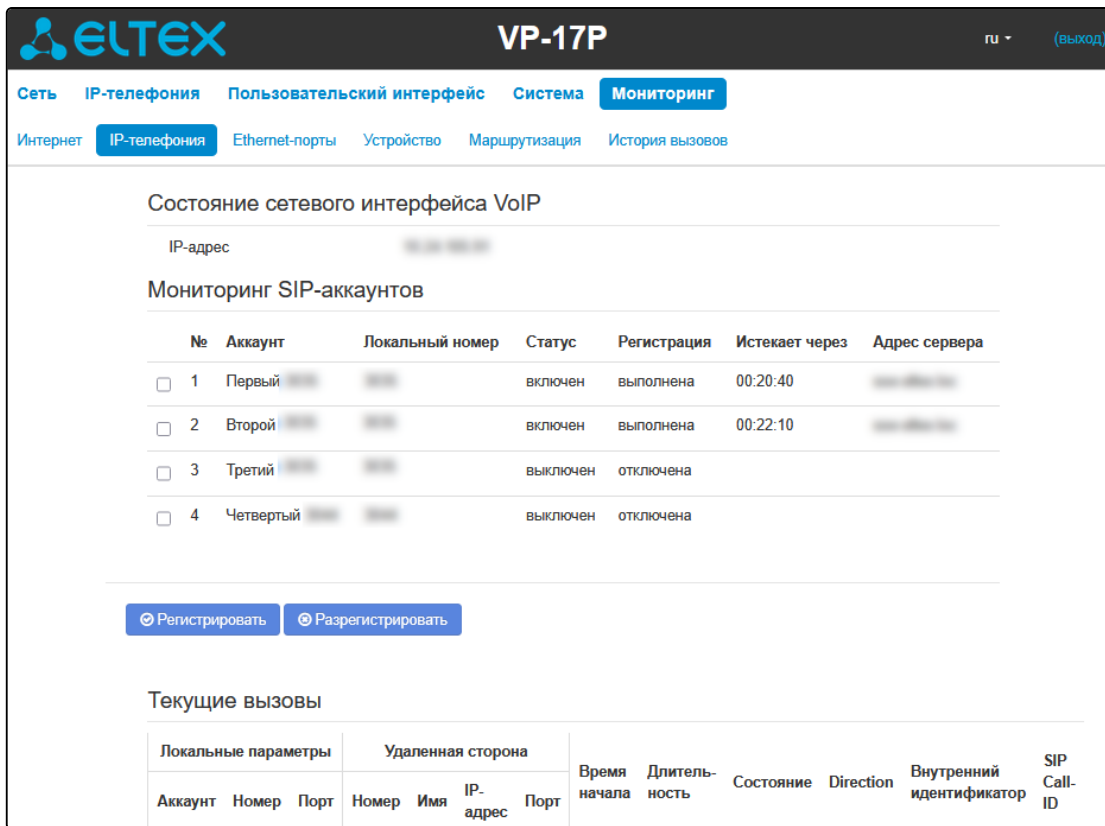 ELTEX VP-17P ru (выход)
Сеть IP-телефония Пользовательский интерфейс Система Мониторинг
Интернет IP-телефония Ethernet-порты Устройство Маршрутизация История вызовов
Состояние сетевого интерфейса VoIP
IP-адрес
Мониторинг SIP-аккаунтов
№ Аккаунт Локальный номер Статус Регистрация Истекает через Адрес сервера
1 Первый включен выполнена 00:20:40
2 Второй включен выполнена 00:22:10
3 Третий выключен отключена
4 Четвертый выключен отключена
Регистрировать Разрегистрировать
Текущие вызовы
Локальные параметры Удаленная сторона
Время начала Длитель-ность Состояние Direction Внутренний идентификатор SIP Call-ID
Аккаунт Номер Порт Номер Имя IP-адрес Порт